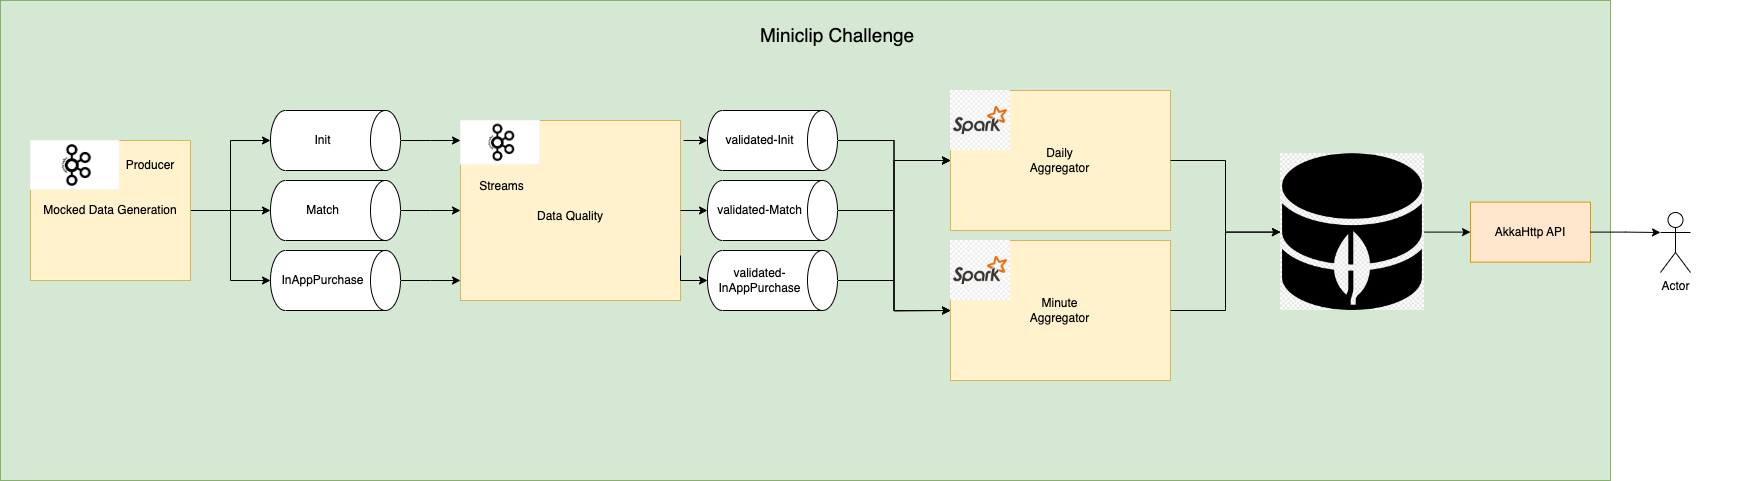 Miniclip Challenge
Producer
Mocked Data Generation
Init
Match
InAppPurchase
Streams
Data Quality
validated-Init
validated-Match
validated-
InAppPurchase
Spark
Daily
Aggregator
Spark
Minute
Aggregator
AkkaHttp API
Actor